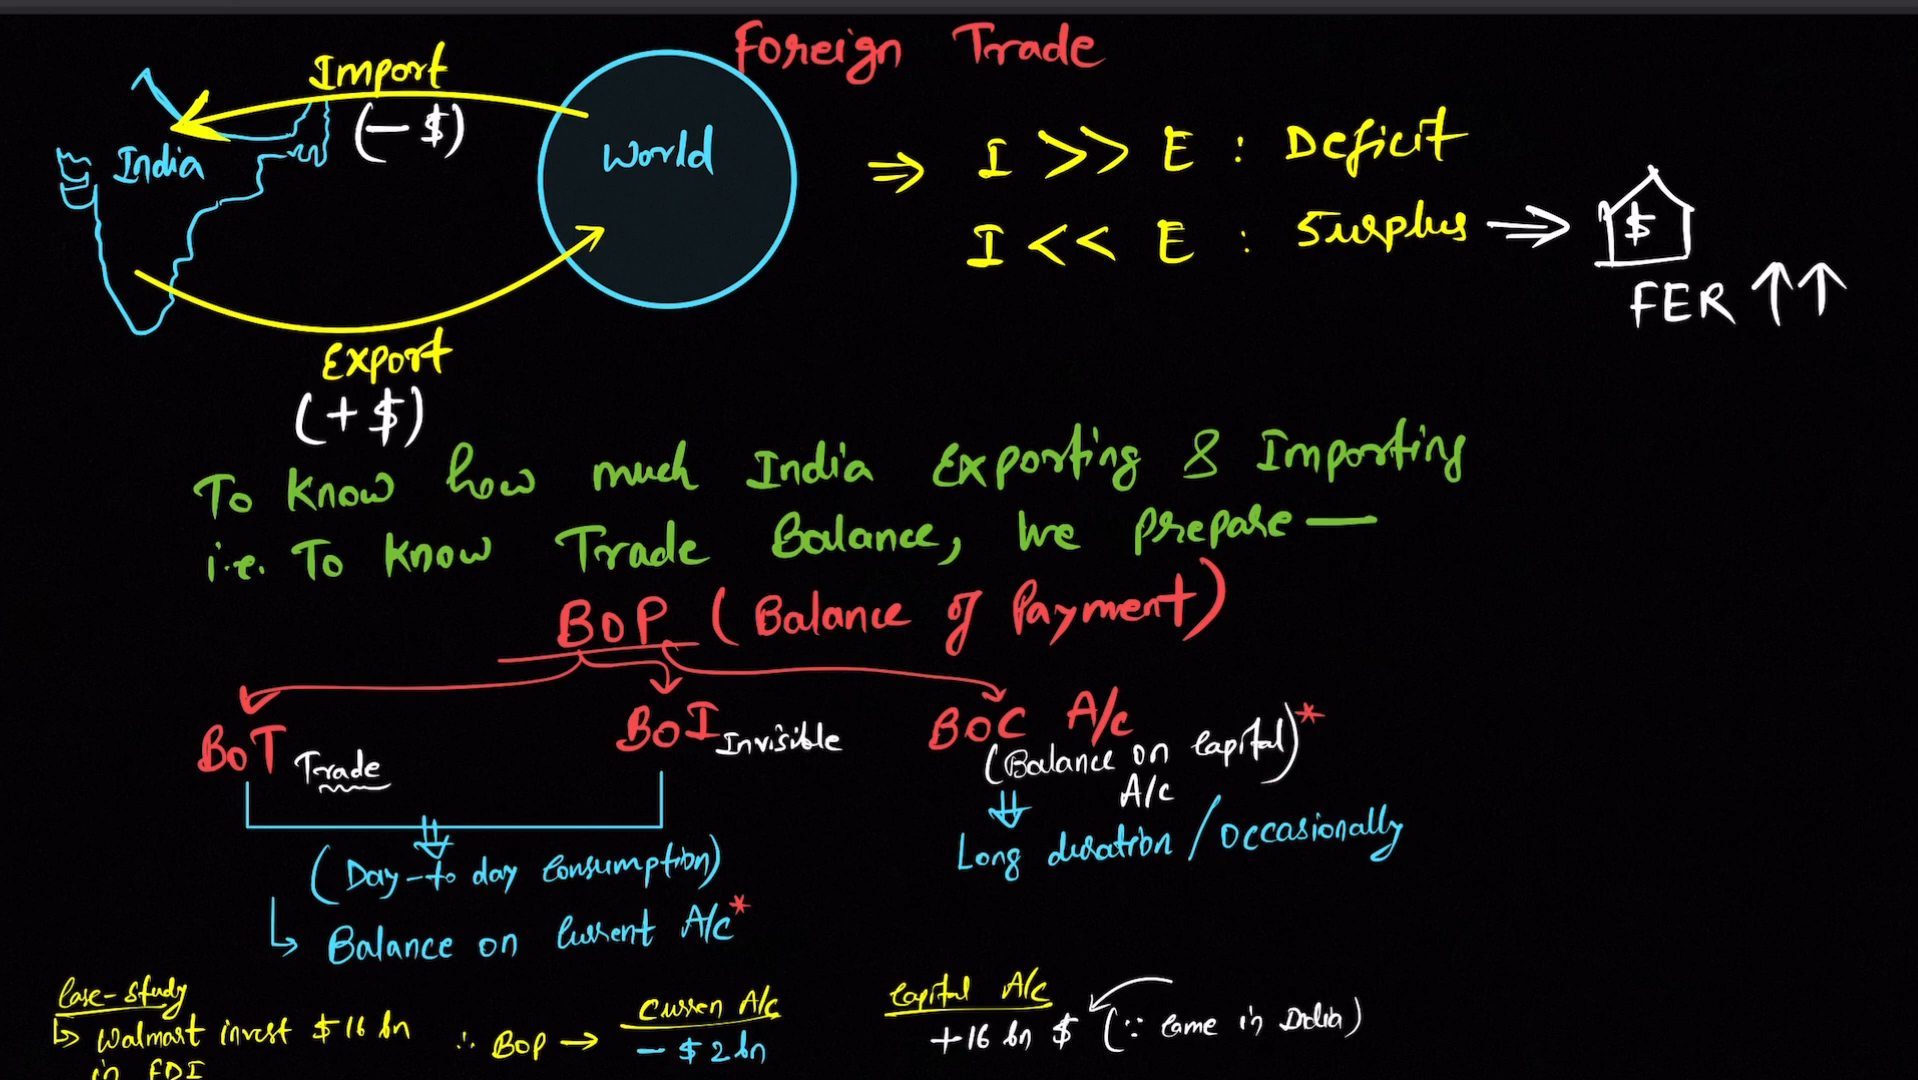 Foreign Trade
Import
(- $)
India
World
⇒ I >> E : Deficit
I << E : Surplus ⇒ $
FER ↑↑
Export
(+ $)
To Know how much India Exporting & Importing
i.e. To Know Trade Balance, We prepare —
BOP (Balance of Payment)
BOT Trade
BOI Invisible
BOC A/c
(Balance on Capital)*
A/c
(Day-to day Consumption)
Long duration / occasionally
↳ Balance on Current A/c*
Case-Study
↳ Walmart invest $16 bn
in FDI
∴ BOP → Curren A/c
- $ 2 bn
Capital A/c
+16 bn $ (∵ Came in India)